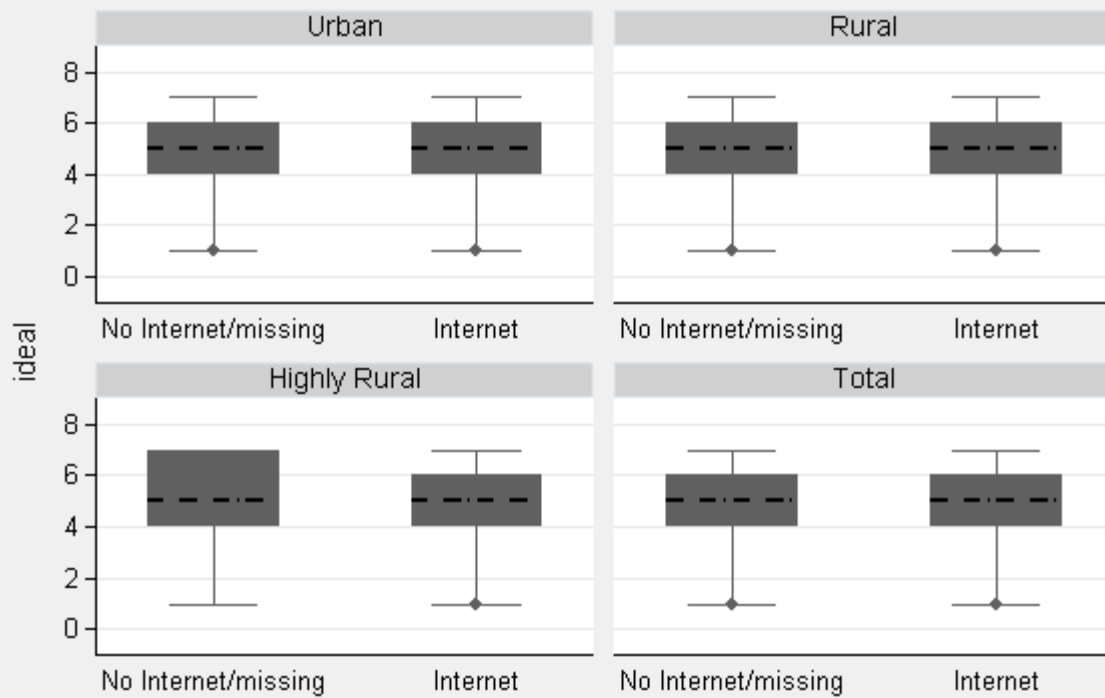 Urban
Rural
8
6
4
2
0
No Internet/missing Internet No Internet/missing Internet
ideal
Highly Rural
Total
8
6
4
2
0
No Internet/missing Internet No Internet/missing Internet